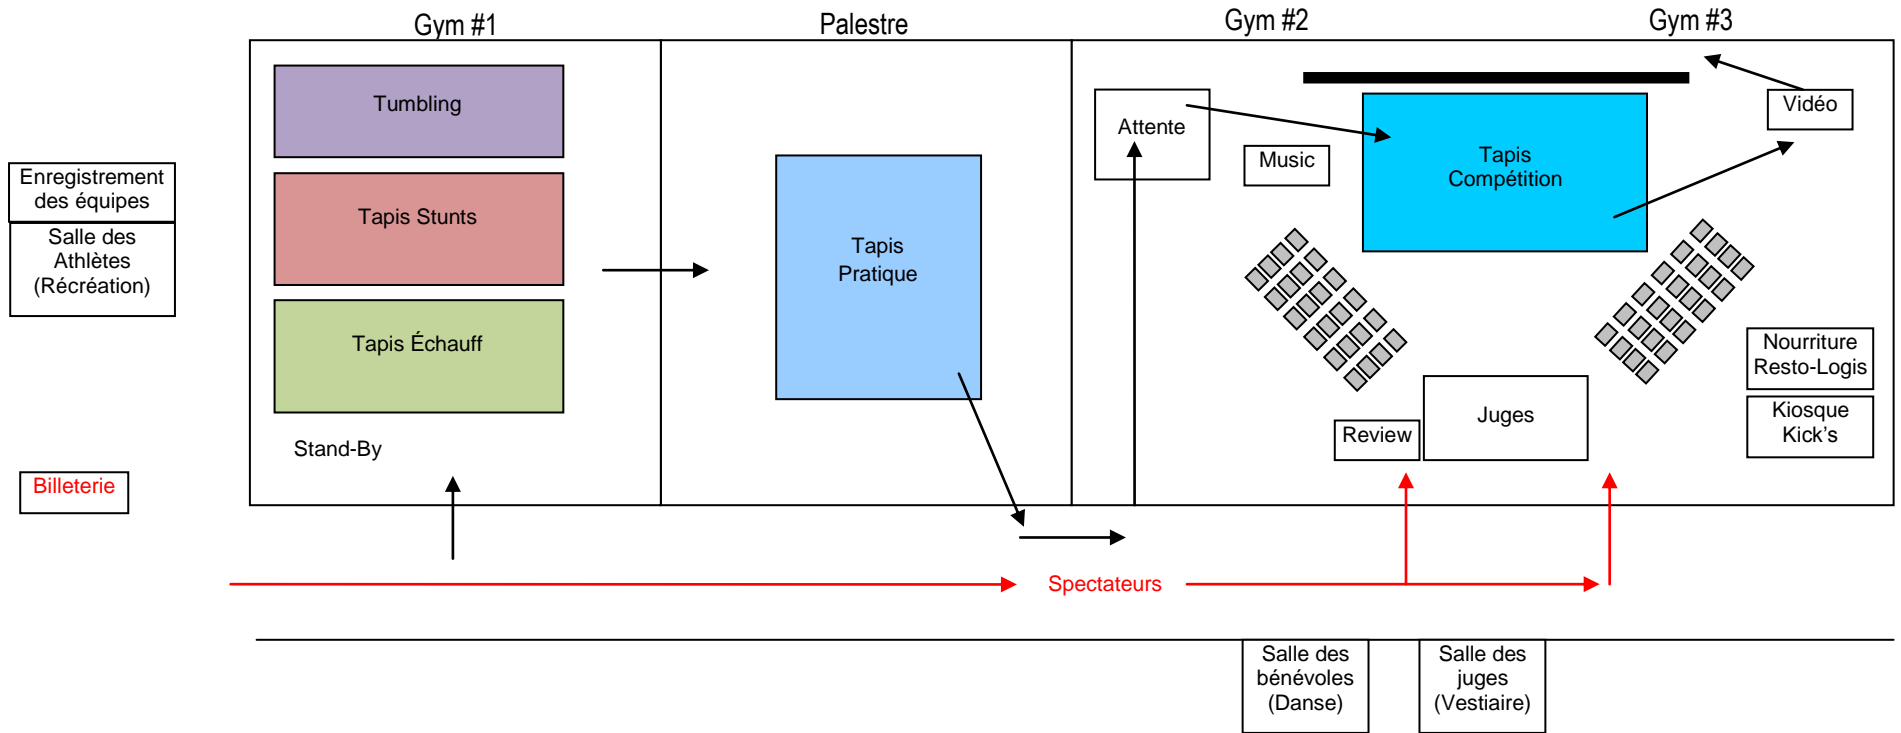 Gym #1
Palestre
Gym #2
Gym #3
Tumbling
Tapis Stunts
Tapis Échauff
Stand-By
Enregistrement
des équipes
Salle des
Athlètes
(Récréation)
Billeterie
Tapis
Pratique
Attente
Music
Tapis
Compétition
Vidéo
Nourriture
Resto-Logis
Kiosque
Kick's
Juges
Review
Spectateurs
Salle des
bénévoles
(Danse)
Salle des
juges
(Vestiaire)